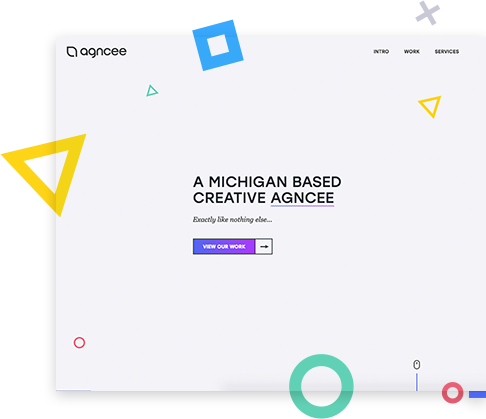 agncee
INTRO WORK SERVICES
A MICHIGAN BASED
CREATIVE AGNCEE
Exactly like nothing else...
VIEW OUR WORK